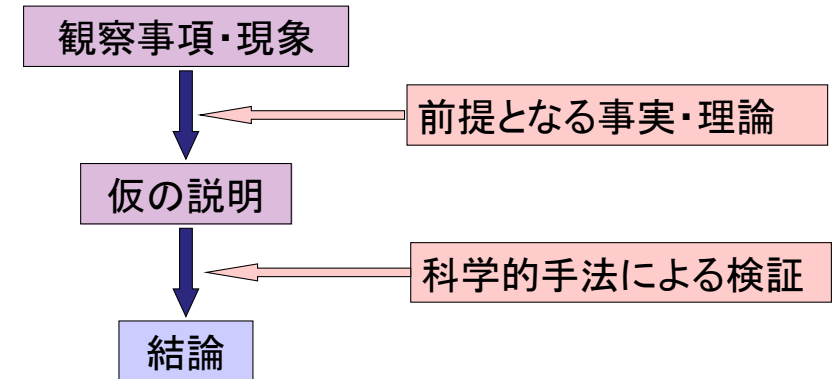 観察事項・現象
前提となる事実・理論
仮の説明
科学的手法による検証
結論